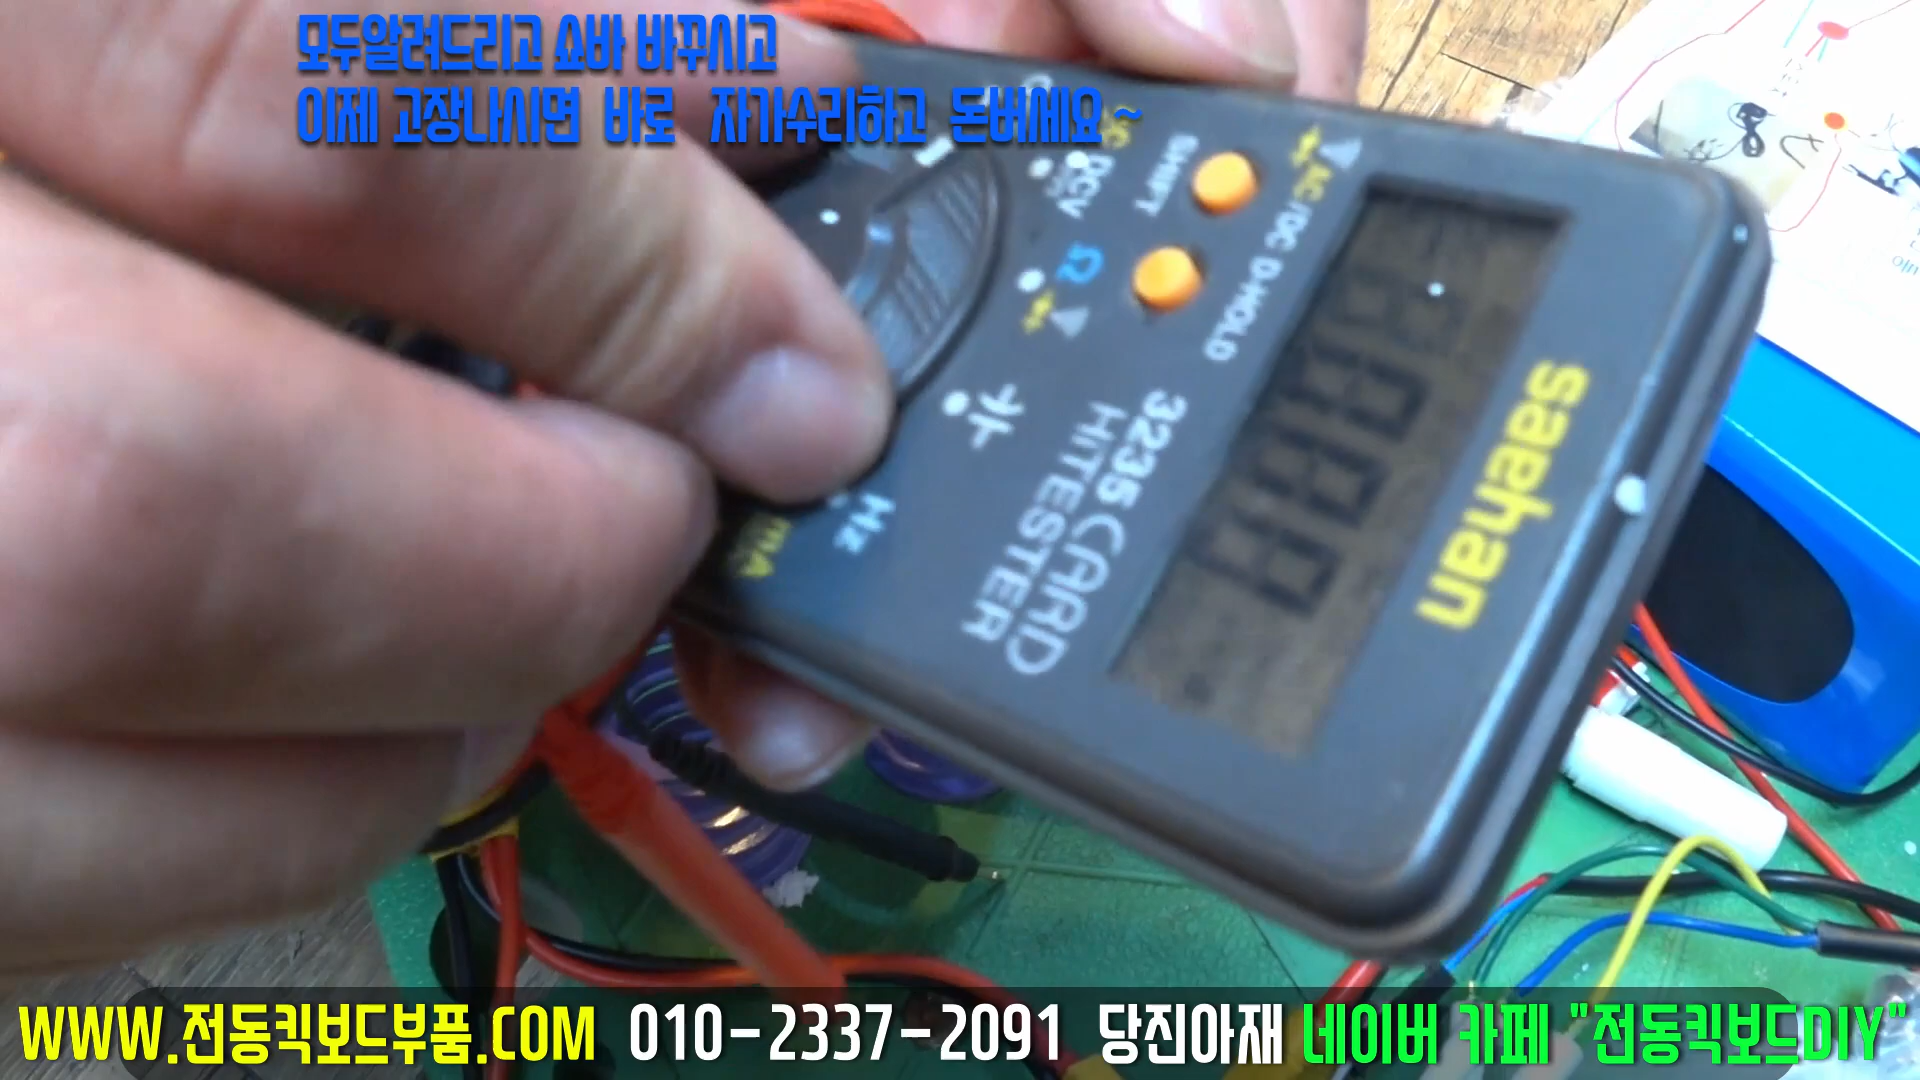 모두알려드리고 쇼바 바꾸시고
이제 고장나시면 바로 자가수리하고 돈버세요~
DCV
Ω
SHIFT
AC/DC D-HOLD
Hz
mA
3235 CARD
HiTESTER
saehan
WWW.전동킥보드부품.COM 010-2337-2091 당진아재 네이버 카페 "전동킥보드DIY"